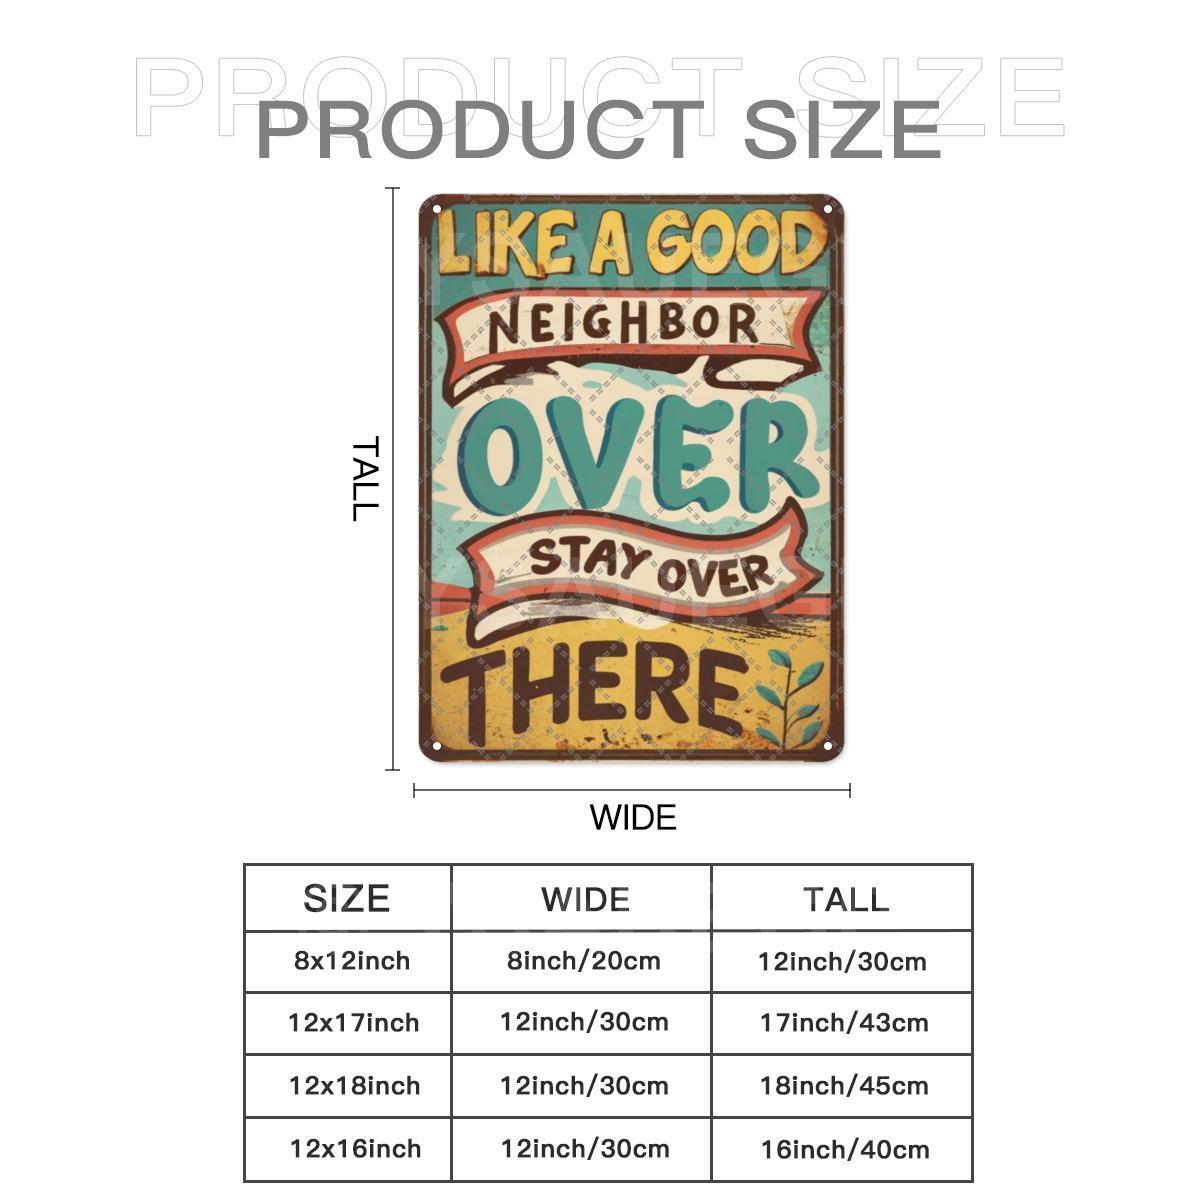 PRODUCT SIZE
PRODUCT SIZE
LIKE A GOOD
NEIGHBOR
OVER
STAY OVER
THERE
TALL
WIDE
SIZE WIDE TALL
8x12inch 8inch/20cm 12inch/30cm
12x17inch 12inch/30cm 17inch/43cm
12x18inch 12inch/30cm 18inch/45cm
12x16inch 12inch/30cm 16inch/40cm